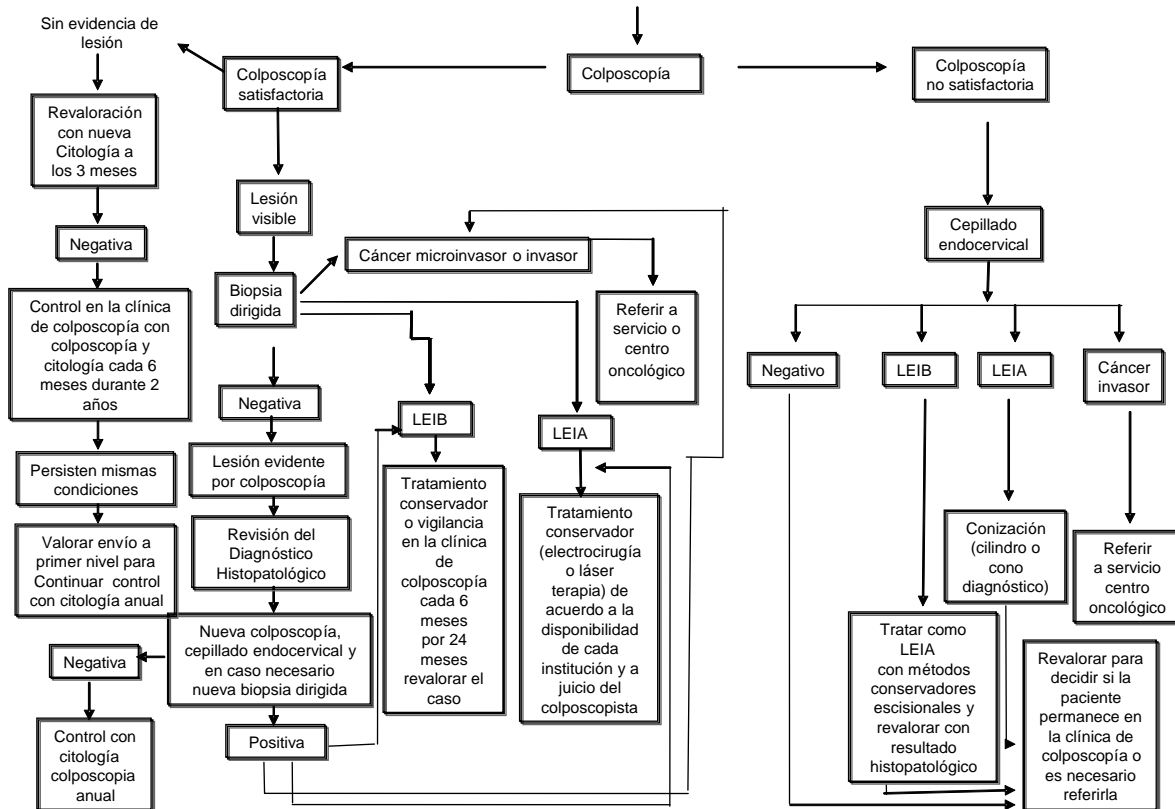 Sin evidencia de
lesión
Colposcopía
satisfactoria
Colposcopía
Colposcopía
no satisfactoria
Revaloración
con nueva
Citología a
los 3 meses
Lesión
visible
Cepillado
endocervical
Negativa
Cáncer microinvasor o invasor
Control en la clínica
de colposcopía con
colposcopía y
citología cada 6
meses durante 2
años
Biopsia
dirigida
Referir a
servicio o
centro
oncológico
Negativo
LEIB
LEIA
Cáncer
invasor
Negativa
LEIB
LEIA
Persisten mismas
condiciones
Lesión evidente
por colposcopía
Tratamiento
conservador
o vigilancia
en la clínica
de
colposcopía
cada 6
meses
por 24
meses
revalorar el
caso
Tratamiento
conservador
(electrocirugía
o láser
terapia) de
acuerdo a la
disponibilidad
de cada
institución y a
juicio del
colposcopista
Valorar envío a
primer nivel para
Continuar control
con citología anual
Revisión del
Diagnóstico
Histopatológico
Conización
(cilindro o
cono
diagnóstico)
Referir
a servicio
centro
oncológico
Negativa
Nueva colposcopía,
cepillado endocervical y
en caso necesario
nueva biopsia dirigida
Tratar como
LEIA
con métodos
conservadores
escisionales y
revalorar con
resultado
histopatológico
Revalorar para
decidir si la
paciente
permanece en
la clínica de
colposcopía o
es necesario
referirla
Control con
citología
colposcopia
anual
Positiva